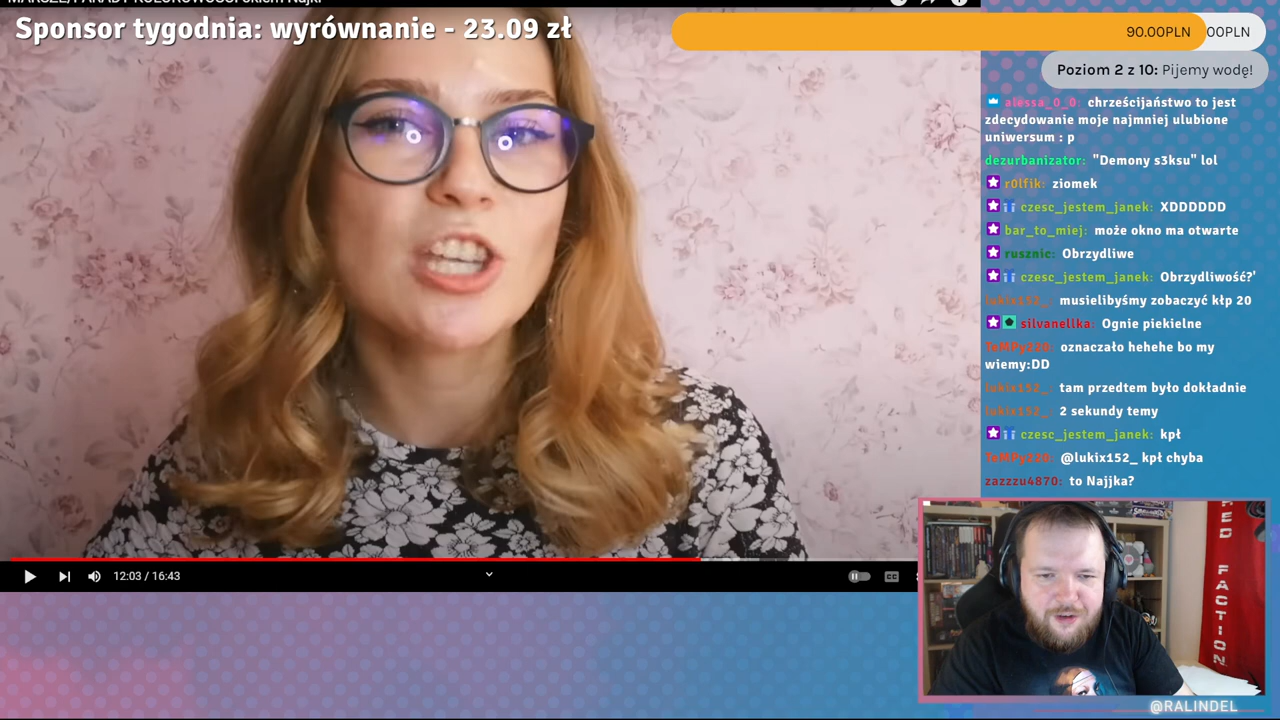 Sponsor tygodnia: wyrównanie - 23.09 zł
90.00PLN
00PLN
Poziom 2 z 10: Pijemy wodę!
alessa_0_0: chrześcijaństwo to jest
zdecydowanie moje najmniej ulubione
uniwersum : p
dezurbanizator: "Demony s3ksu" lol
r0lfik: ziomek
czesc_jestem_janek: XDDDDDD
bar_to_miej: może okno ma otwarte
rusznic: Obrzydliwe
czesc_jestem_janek: Obrzydliwość?'
lukix152_: musielibyśmy zobaczyć kłp 20
silvanellka: Ognie piekielne
TeMPy220: oznaczało hehehe bo my
wiemy:DD
lukix152_: tam przedtem było dokładnie
lukix152_: 2 sekundy temy
czesc_jestem_janek: kpł
TeMPy220: @lukix152_ kpł chyba
zazzzu4870: to Najjka?
12:03 / 16:43
CC
RED FACTION
@RALINDEL